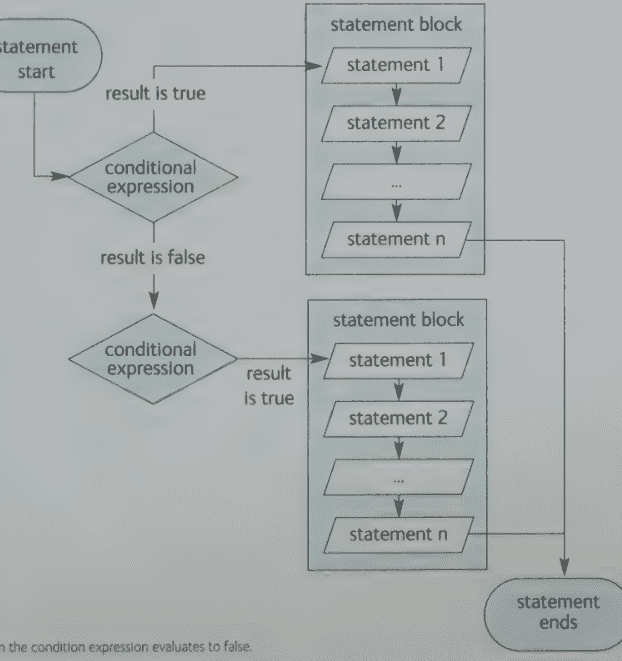 statement
start
result is true
conditional
expression
result is false
conditional
expression
result
is true
statement block
statement 1
statement 2
...
statement n
statement block
statement 1
statement 2
...
statement n
statement
ends
the condition expression evaluates to false.